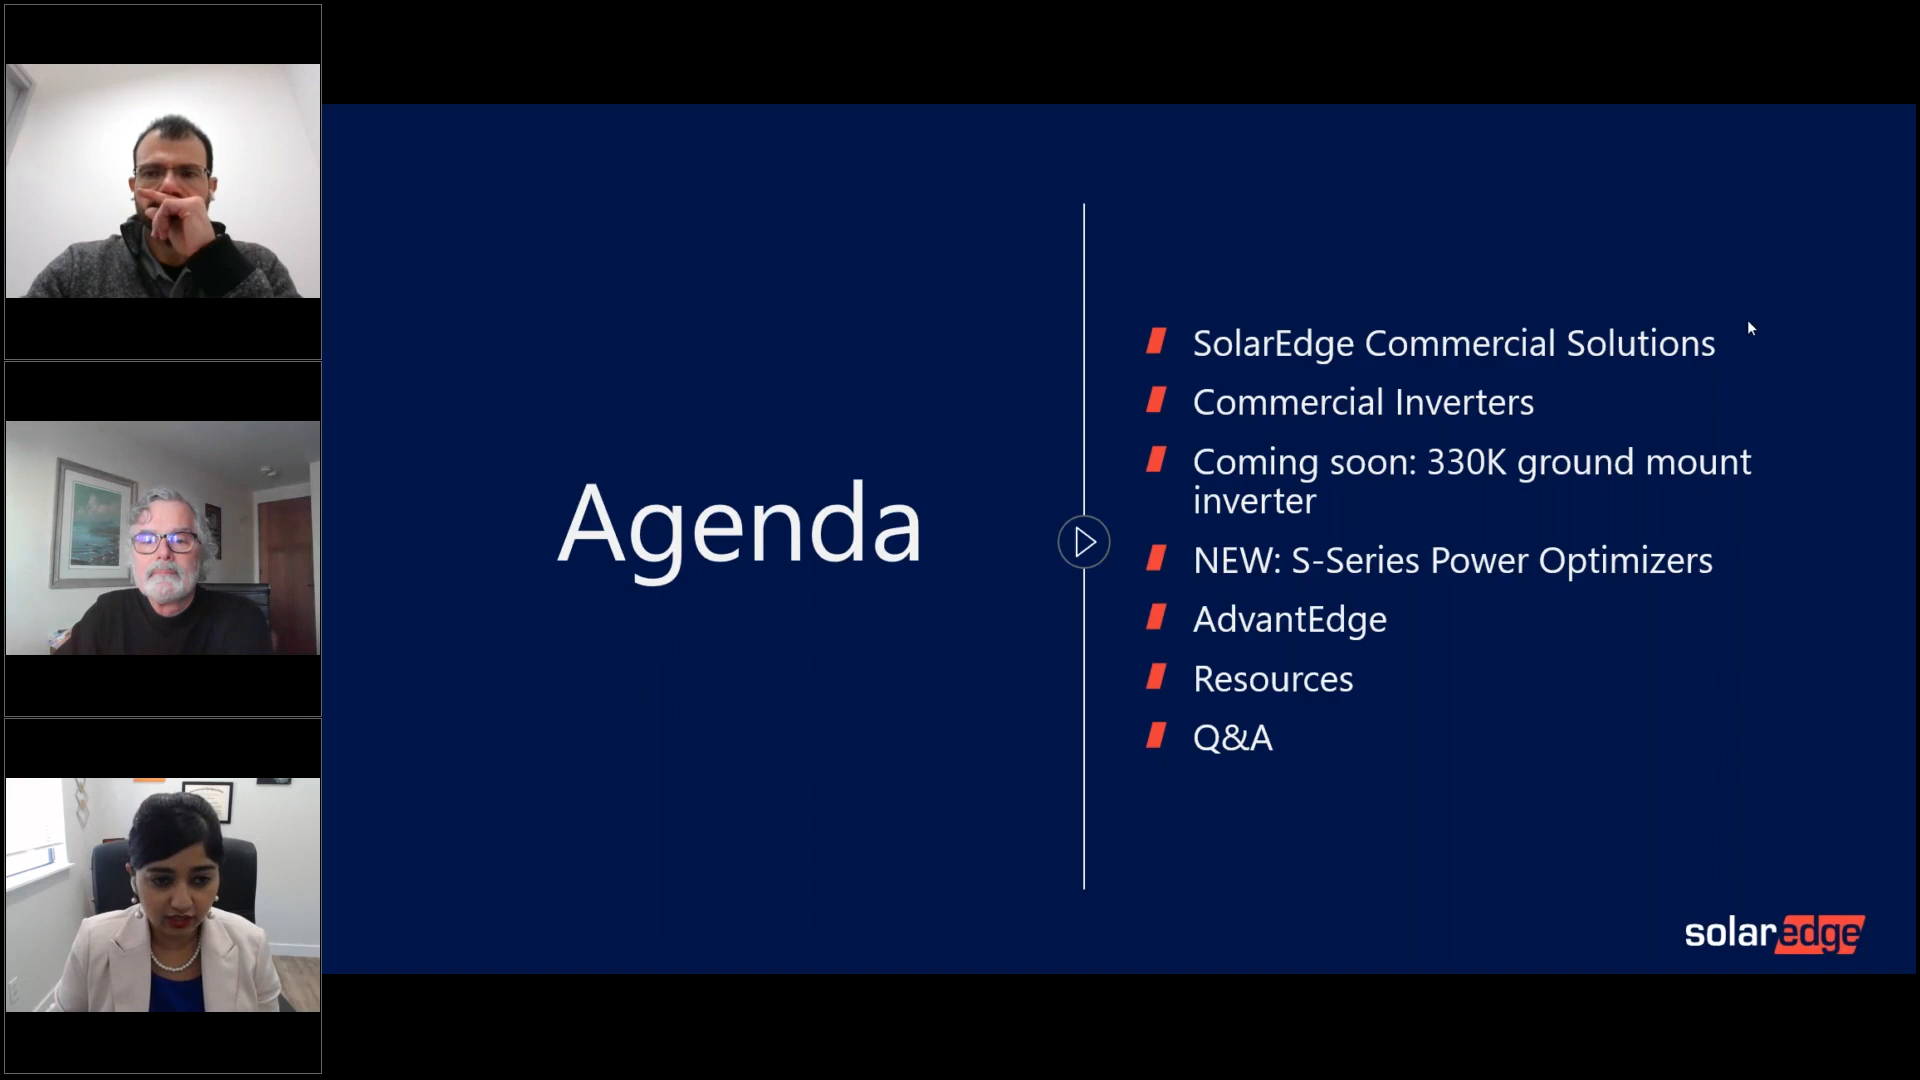 Agenda
SolarEdge Commercial Solutions
Commercial Inverters
Coming soon: 330K ground mount
inverter
NEW: S-Series Power Optimizers
AdvantEdge
Resources
Q&A
solaredge